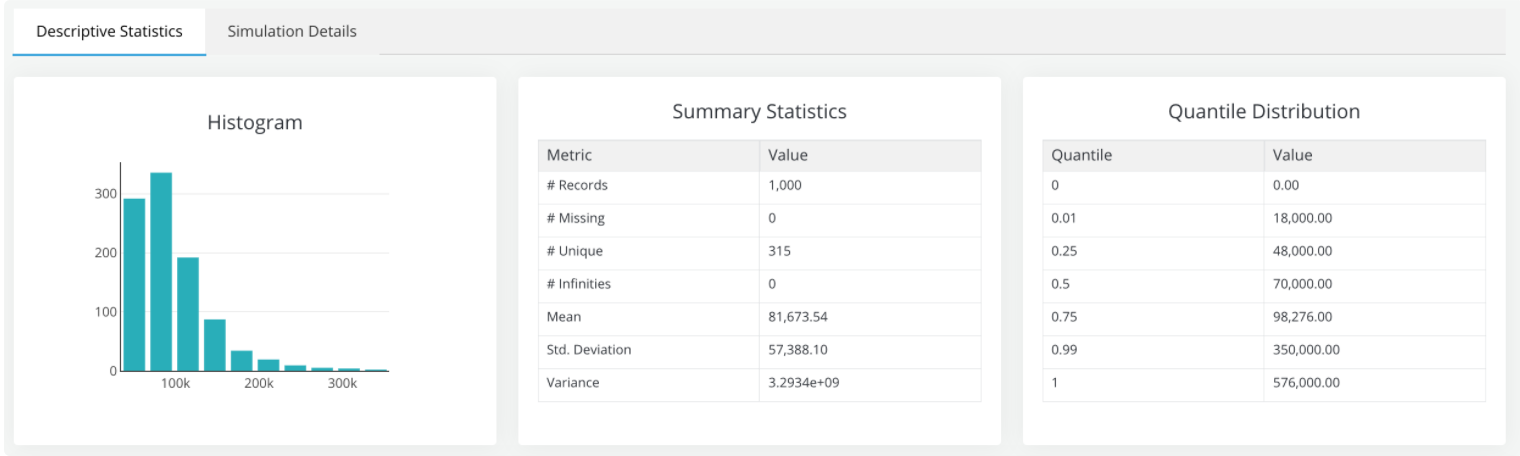 Descriptive Statistics Simulation Details
Histogram
300
200
100
0
100k 200k 300k
Summary Statistics
Metric Value
# Records 1,000
# Missing 0
# Unique 315
# Infinities 0
Mean 81,673.54
Std. Deviation 57,388.10
Variance 3.2934e+09
Quantile Distribution
Quantile Value
0 0.00
0.01 18,000.00
0.25 48,000.00
0.5 70,000.00
0.75 98,276.00
0.99 350,000.00
1 576,000.00